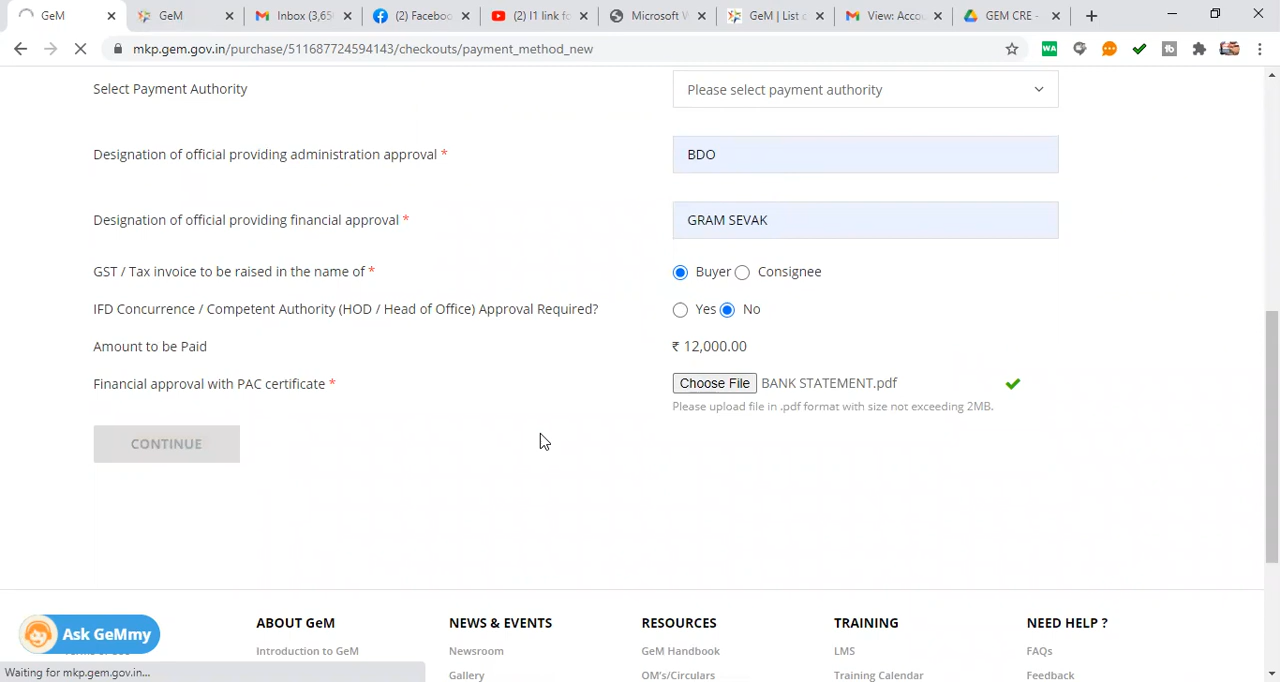 GeM
GeM
Inbox (3,65
(2) Faceboo
(2) I1 link fo
Microsoft W
GeM | List o
View: Accou
GEM CRE -
mkp.gem.gov.in/purchase/511687724594143/checkouts/payment_method_new
WA
Select Payment Authority
Please select payment authority
Designation of official providing administration approval *
BDO
Designation of official providing financial approval *
GRAM SEVAK
GST / Tax invoice to be raised in the name of *
Buyer Consignee
IFD Concurrence / Competent Authority (HOD / Head of Office) Approval Required?
Yes No
Amount to be Paid
₹ 12,000.00
Financial approval with PAC certificate *
Choose File BANK STATEMENT.pdf
Please upload file in .pdf format with size not exceeding 2MB.
CONTINUE
ABOUT GeM
NEWS & EVENTS
RESOURCES
TRAINING
NEED HELP ?
Ask GeMmy
Introduction to GeM
Newsroom
GeM Handbook
LMS
FAQs
Waiting for mkp.gem.gov.in...
Gallery
OM's/Circulars
Training Calendar
Feedback